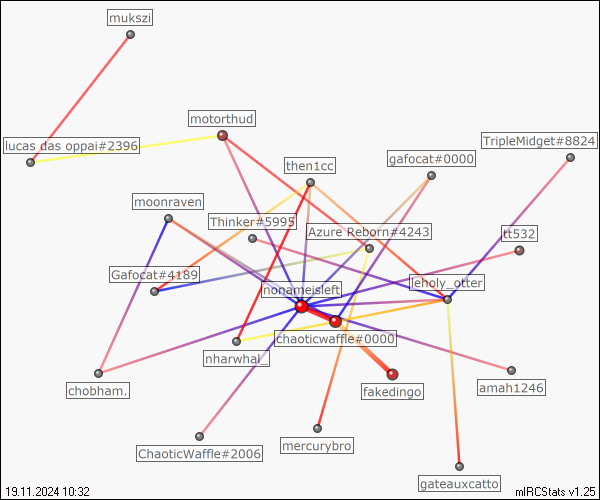 mukszi
motorthud
lucas das oppai#2396
TripleMidget#8824
gafocat#0000
then1cc
moonraven
Thinker#5995
Azure Reborn#4243
tt532
Gafocat#4189
leholy_otter
nonameisleft
chaoticwaffle#0000
nharwhal_
chobham.
fakedingo
amah1246
mercurybro
ChaoticWaffle#2006
gateauxcatto
19.11.2024 10:32
mIRCStats v1.25